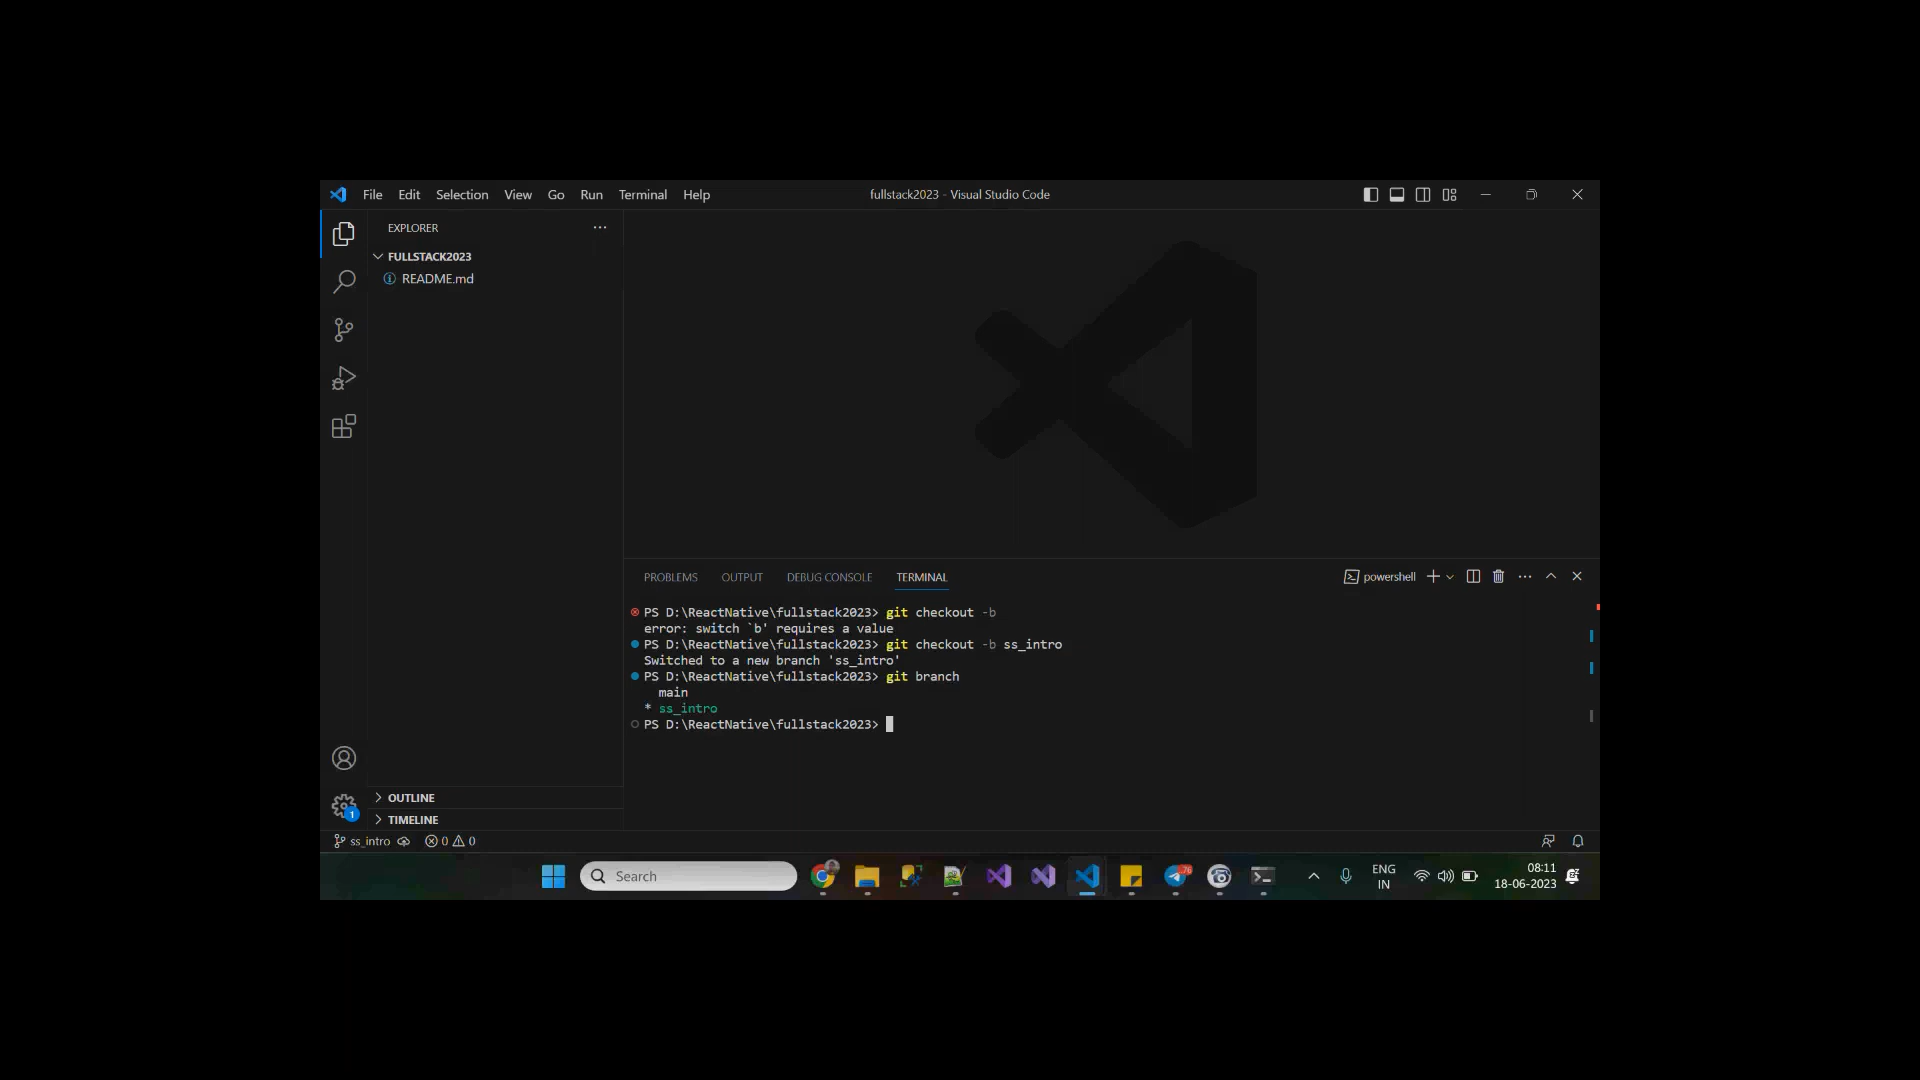 File Edit Selection View Go Run Terminal Help fullstack2023 - Visual Studio Code
EXPLORER
FULLSTACK2023
README.md
PROBLEMS OUTPUT DEBUG CONSOLE TERMINAL powershell
PS D:\ReactNative\fullstack2023> git checkout -b
error: switch `b' requires a value
PS D:\ReactNative\fullstack2023> git checkout -b ss_intro
Switched to a new branch 'ss_intro'
PS D:\ReactNative\fullstack2023> git branch
main
* ss_intro
PS D:\ReactNative\fullstack2023>
1
OUTLINE
TIMELINE
ss_intro 0 0
Search
76
ENG
IN
08:11
18-06-2023